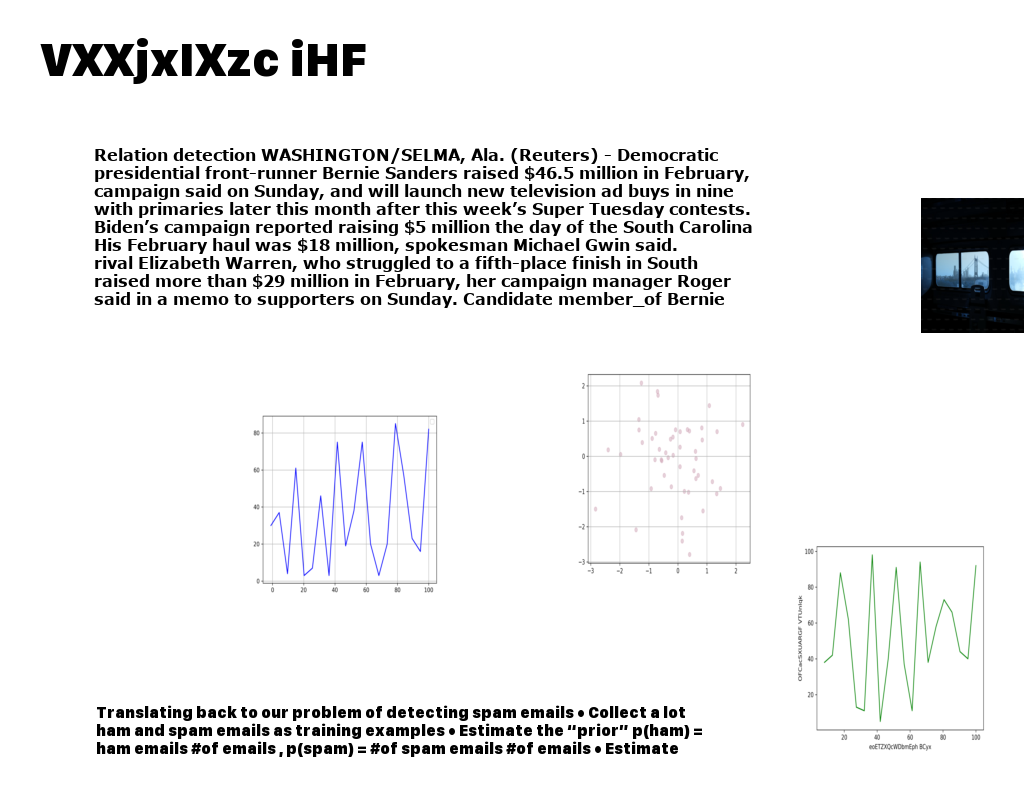 VXXjxIXzc iHF
Relation detection WASHINGTON/SELMA, Ala. (Reuters) - Democratic
presidential front-runner Bernie Sanders raised $46.5 million in February,
campaign said on Sunday, and will launch new television ad buys in nine
with primaries later this month after this week’s Super Tuesday contests.
Biden’s campaign reported raising $5 million the day of the South Carolina
His February haul was $18 million, spokesman Michael Gwin said.
rival Elizabeth Warren, who struggled to a fifth-place finish in South
raised more than $29 million in February, her campaign manager Roger
said in a memo to supporters on Sunday. Candidate member_of Bernie
80
60
40
20
0
0 20 40 60 80 100
2
1
0
−1
−2
−3
−3 −2 −1 0 1 2
OFCacSXUARGF VTUniqk
100
80
60
40
20
20 40 60 80 100
eoETZXQcWDbmEph BCyx
Translating back to our problem of detecting spam emails • Collect a lot
ham and spam emails as training examples • Estimate the “prior” p(ham) =
ham emails #of emails , p(spam) = #of spam emails #of emails • Estimate